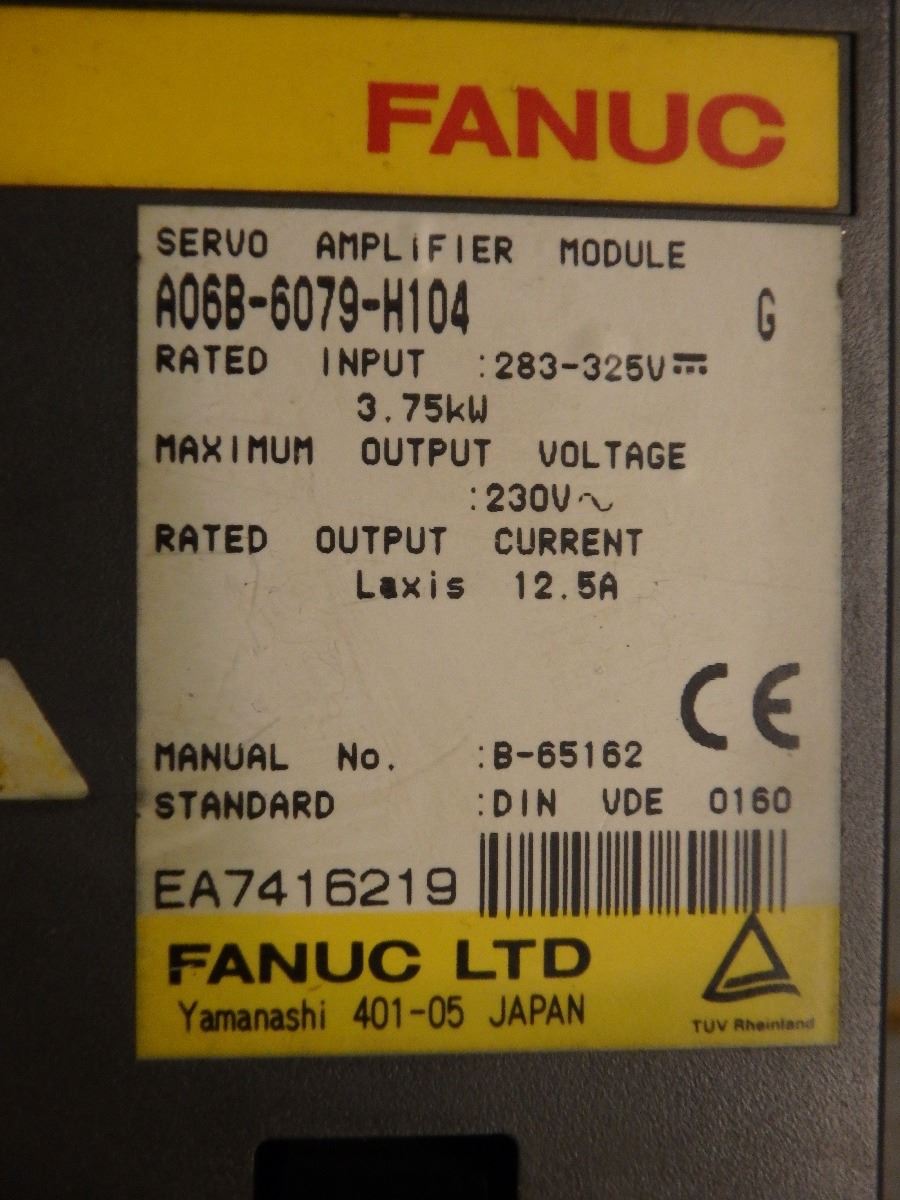 FANUC
SERVO AMPLIFIER MODULE
A06B-6079-H104 G
RATED INPUT :283-325V⎓
3.75kW
MAXIMUM OUTPUT VOLTAGE
:230V～
RATED OUTPUT CURRENT
Laxis 12.5A
CE
MANUAL No. :B-65162
STANDARD :DIN VDE 0160
EA7416219
FANUC LTD
Yamanashi 401-05 JAPAN
TUV Rheinland